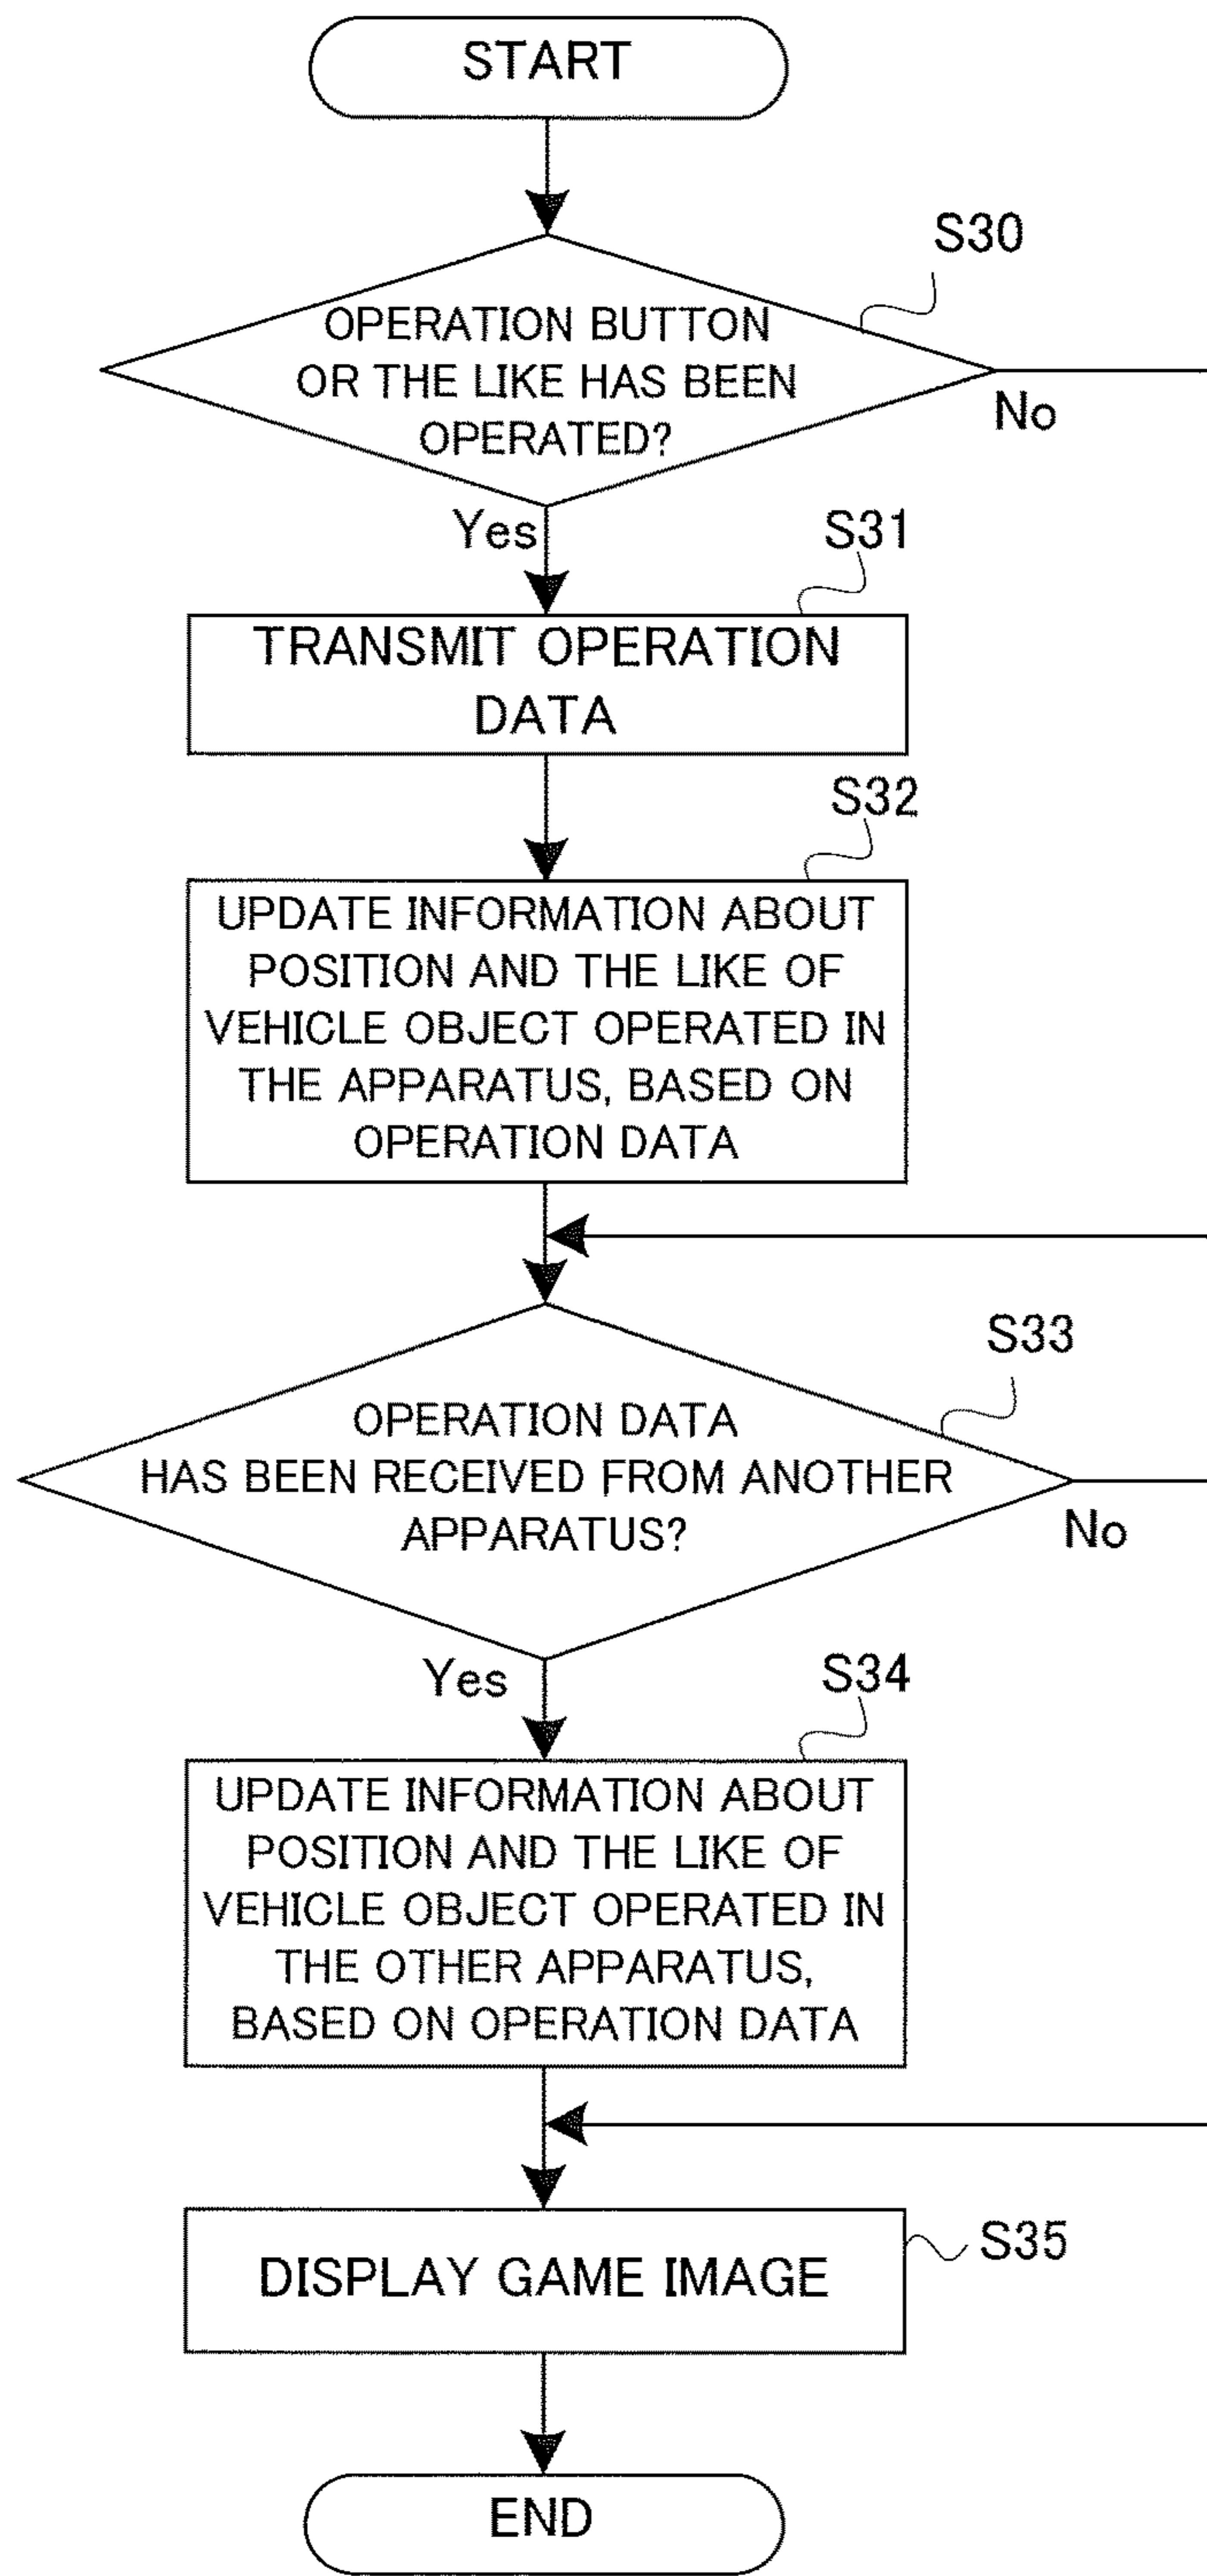 START
S30
OPERATION BUTTON
OR THE LIKE HAS BEEN
OPERATED?
No
Yes
S31
TRANSMIT OPERATION
DATA
S32
UPDATE INFORMATION ABOUT
POSITION AND THE LIKE OF
VEHICLE OBJECT OPERATED IN
THE APPARATUS, BASED ON
OPERATION DATA
S33
OPERATION DATA
HAS BEEN RECEIVED FROM ANOTHER
APPARATUS?
No
Yes
S34
UPDATE INFORMATION ABOUT
POSITION AND THE LIKE OF
VEHICLE OBJECT OPERATED IN
THE OTHER APPARATUS,
BASED ON OPERATION DATA
S35
DISPLAY GAME IMAGE
END